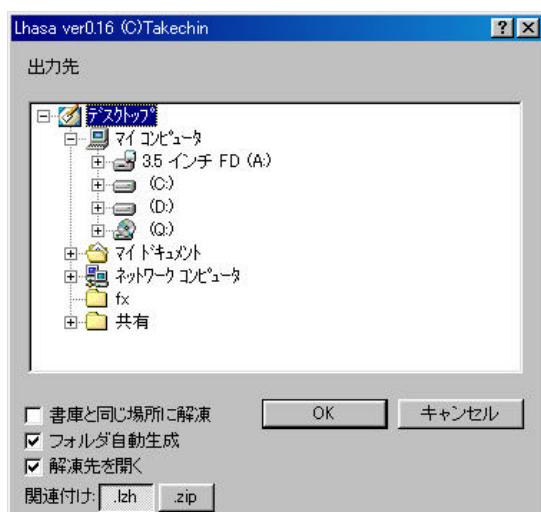 Lhasa ver0.16 (C)Takechin
出力先
ﾃﾞｽｸﾄｯﾌﾟ
ﾏｲ ｺﾝﾋﾟｭｰﾀ
3.5 インチ FD (A:)
(C:)
(D:)
(Q:)
ﾏｲ ﾄﾞｷｭﾒﾝﾄ
ﾈｯﾄﾜｰｸ ｺﾝﾋﾟｭｰﾀ
fx
共有
書庫と同じ場所に解凍 OK キャンセル
フォルダ自動生成
解凍先を開く
関連付け: .lzh .zip